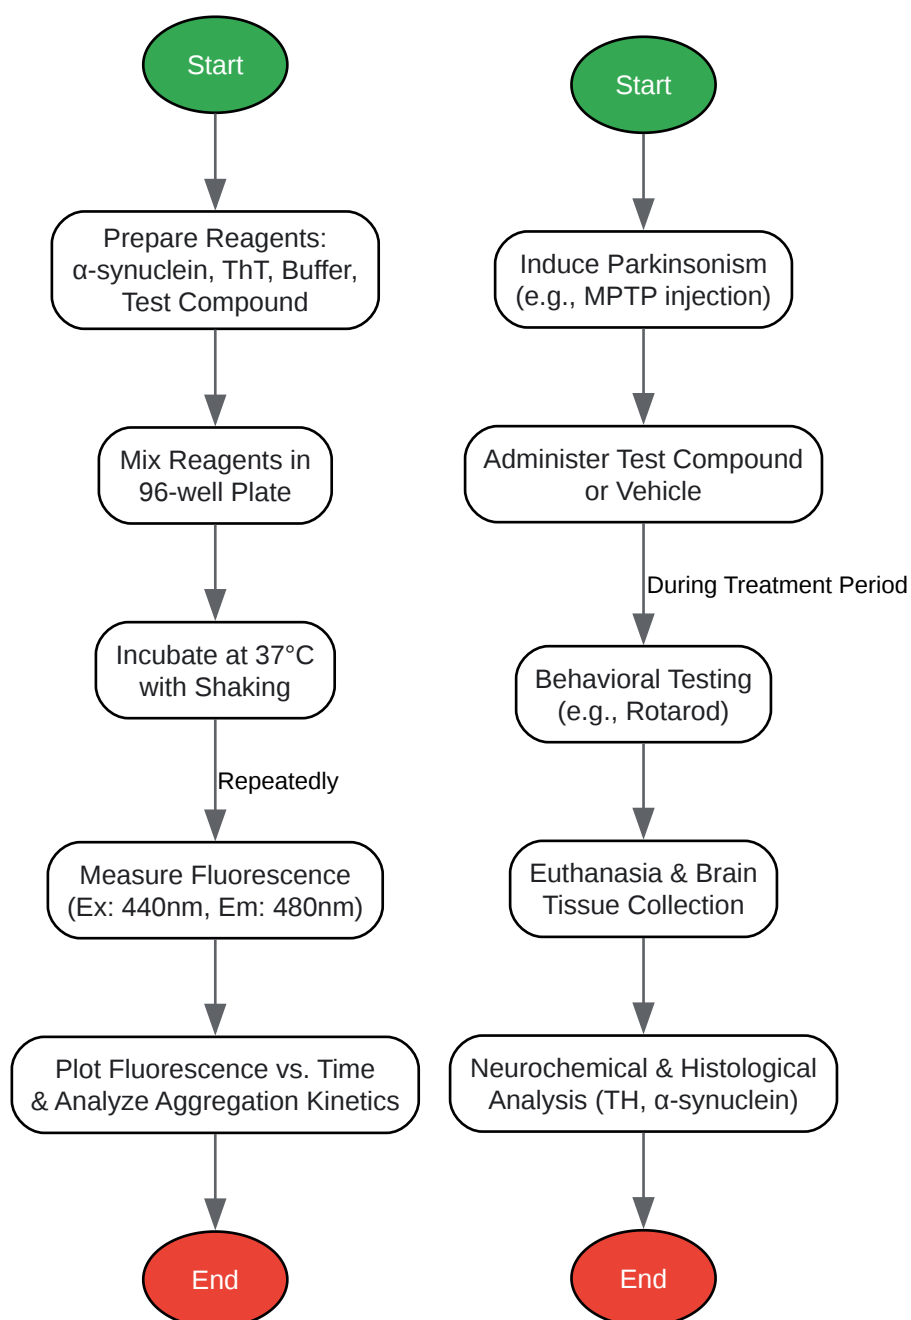 Start
Prepare Reagents:
α-synuclein, ThT, Buffer,
Test Compound
Mix Reagents in
96-well Plate
Incubate at 37°C
with Shaking
Repeatedly
Measure Fluorescence
(Ex: 440nm, Em: 480nm)
Plot Fluorescence vs. Time
& Analyze Aggregation Kinetics
End
Start
Induce Parkinsonism
(e.g., MPTP injection)
Administer Test Compound
or Vehicle
During Treatment Period
Behavioral Testing
(e.g., Rotarod)
Euthanasia & Brain
Tissue Collection
Neurochemical & Histological
Analysis (TH, α-synuclein)
End